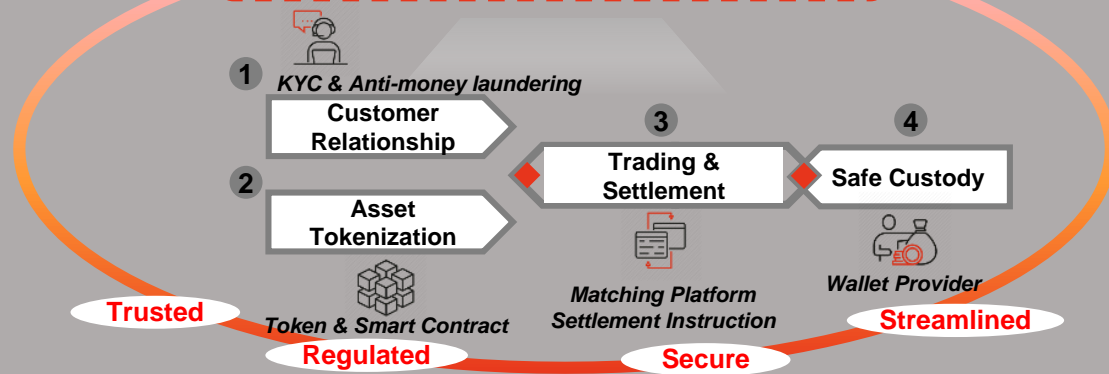 1
KYC & Anti-money laundering
Customer
Relationship
2
Asset
Tokenization
Token & Smart Contract
3
Trading &
Settlement
Matching Platform
Settlement Instruction
4
Safe Custody
Wallet Provider
Trusted
Regulated
Secure
Streamlined